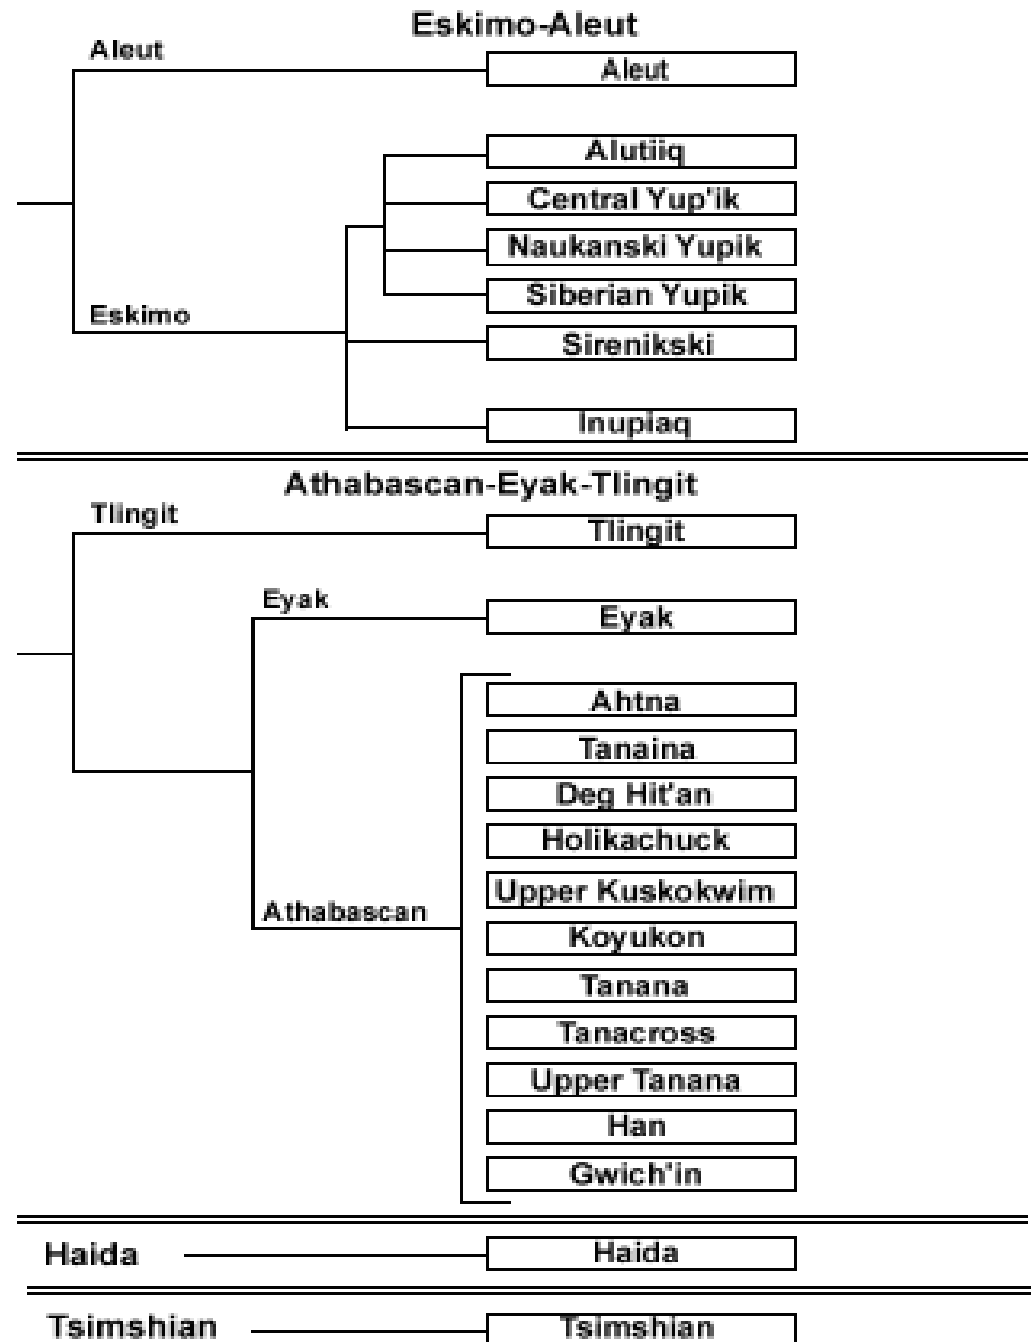 Eskimo-Aleut
Aleut
Aleut
Alutiiq
Central Yup'ik
Naukanski Yupik
Siberian Yupik
Eskimo
Sirenikski
Inupiaq
Athabascan-Eyak-Tlingit
Tlingit
Tlingit
Eyak
Eyak
Ahtna
Tanaina
Deg Hit'an
Holikachuck
Upper Kuskokwim
Athabascan
Koyukon
Tanana
Tanacross
Upper Tanana
Han
Gwich'in
Haida
Haida
Tsimshian
Tsimshian